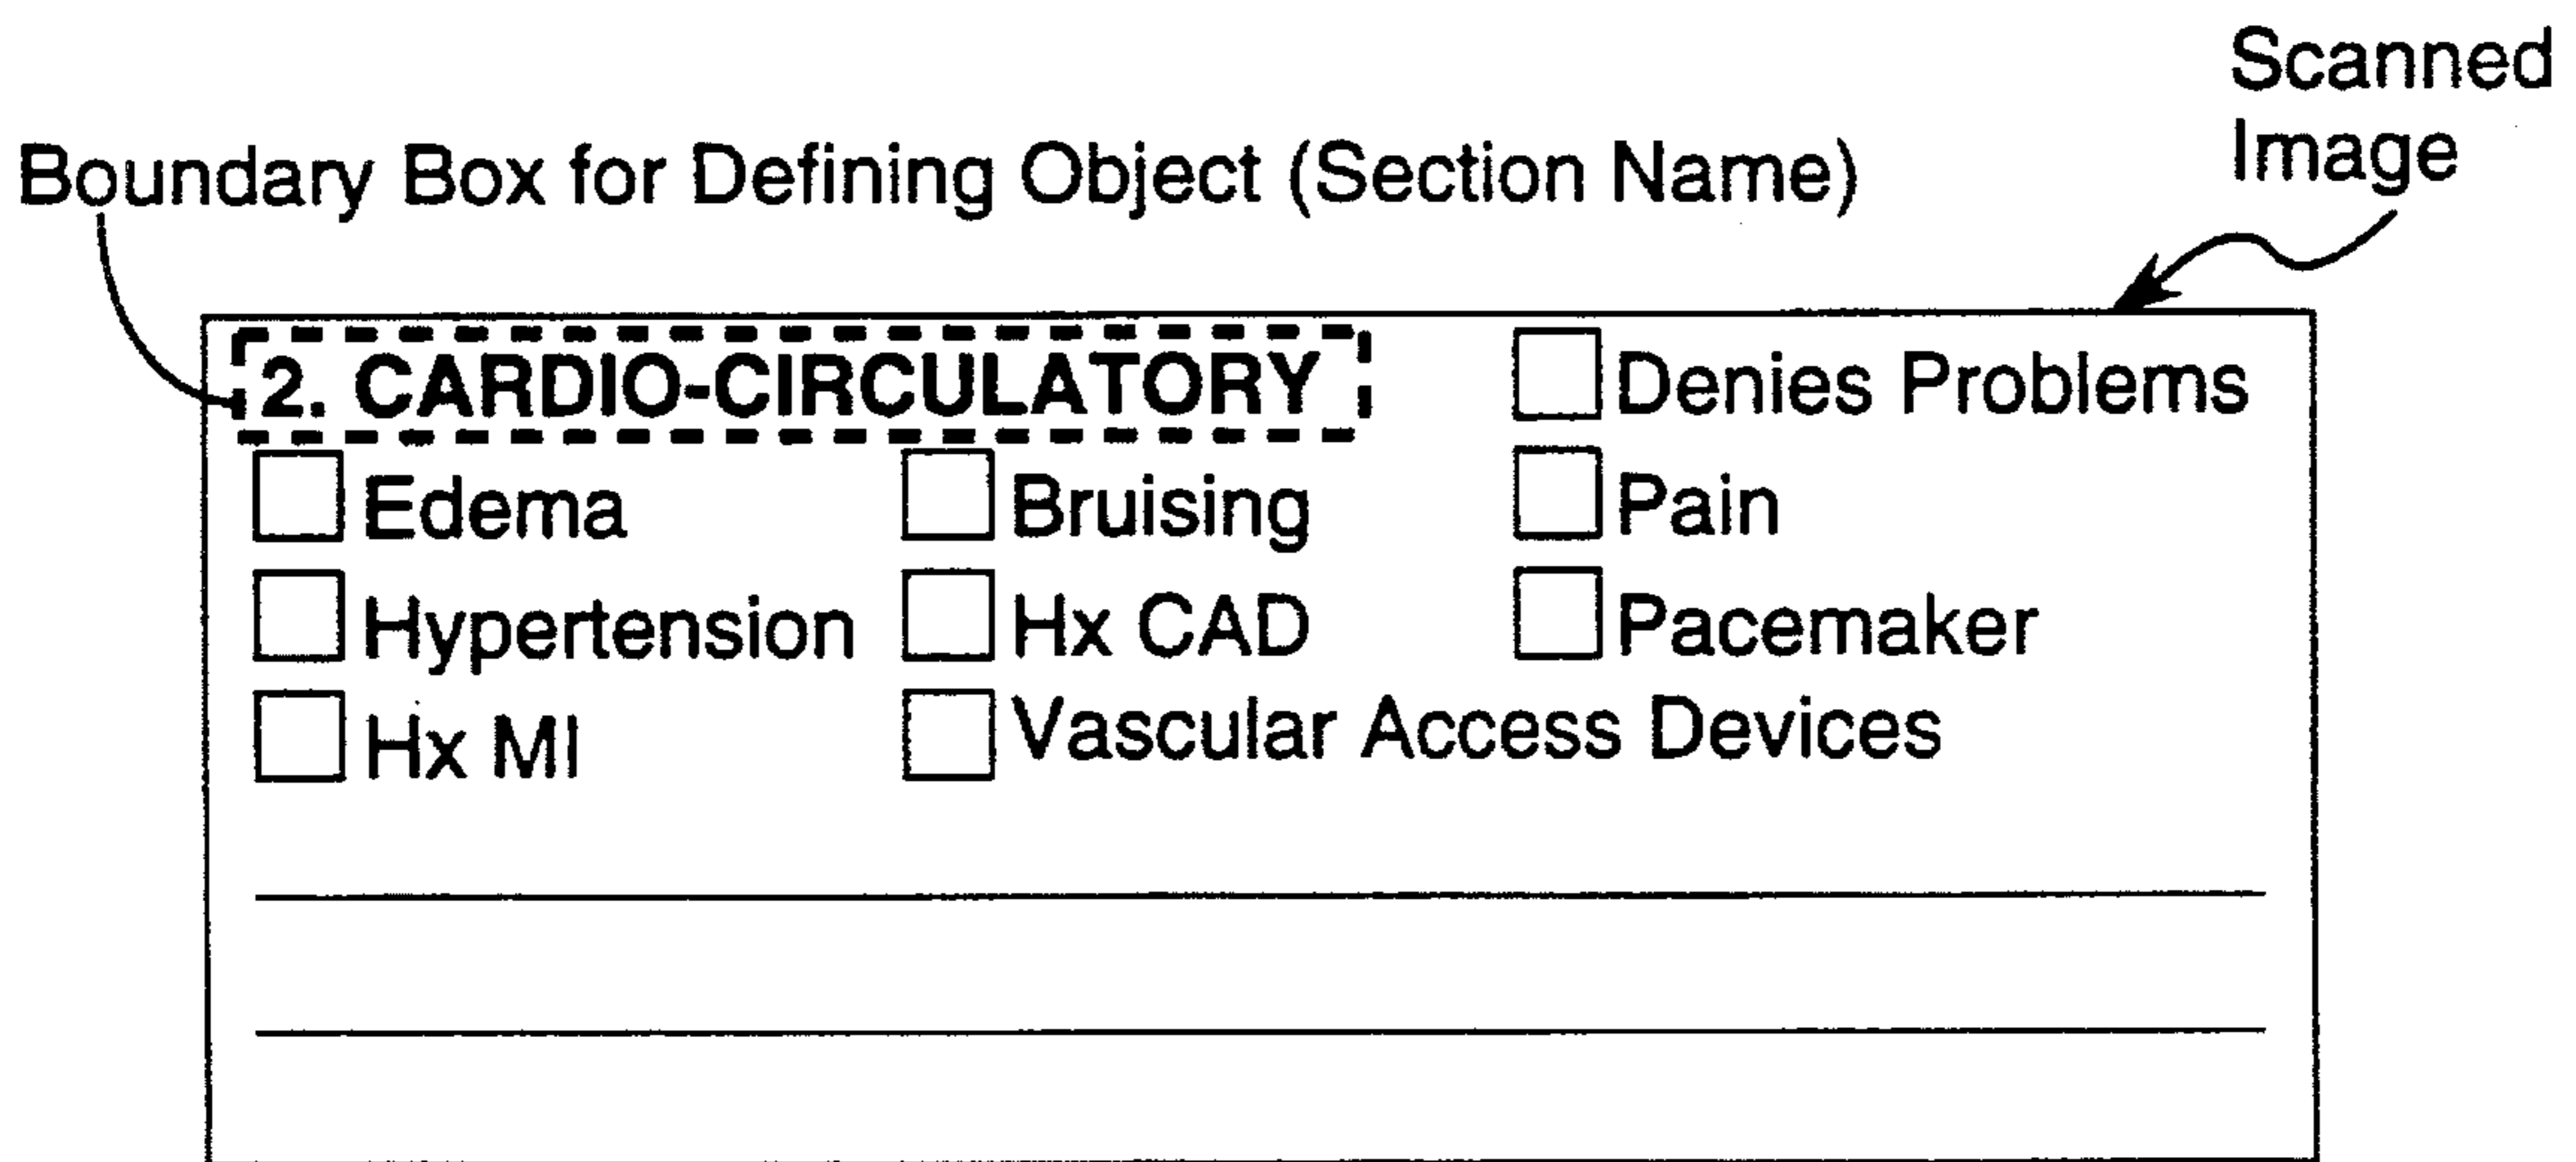 Scanned
Image
Boundary Box for Defining Object (Section Name)
2. CARDIO-CIRCULATORY Denies Problems
Edema Bruising Pain
Hypertension Hx CAD Pacemaker
Hx MI Vascular Access Devices